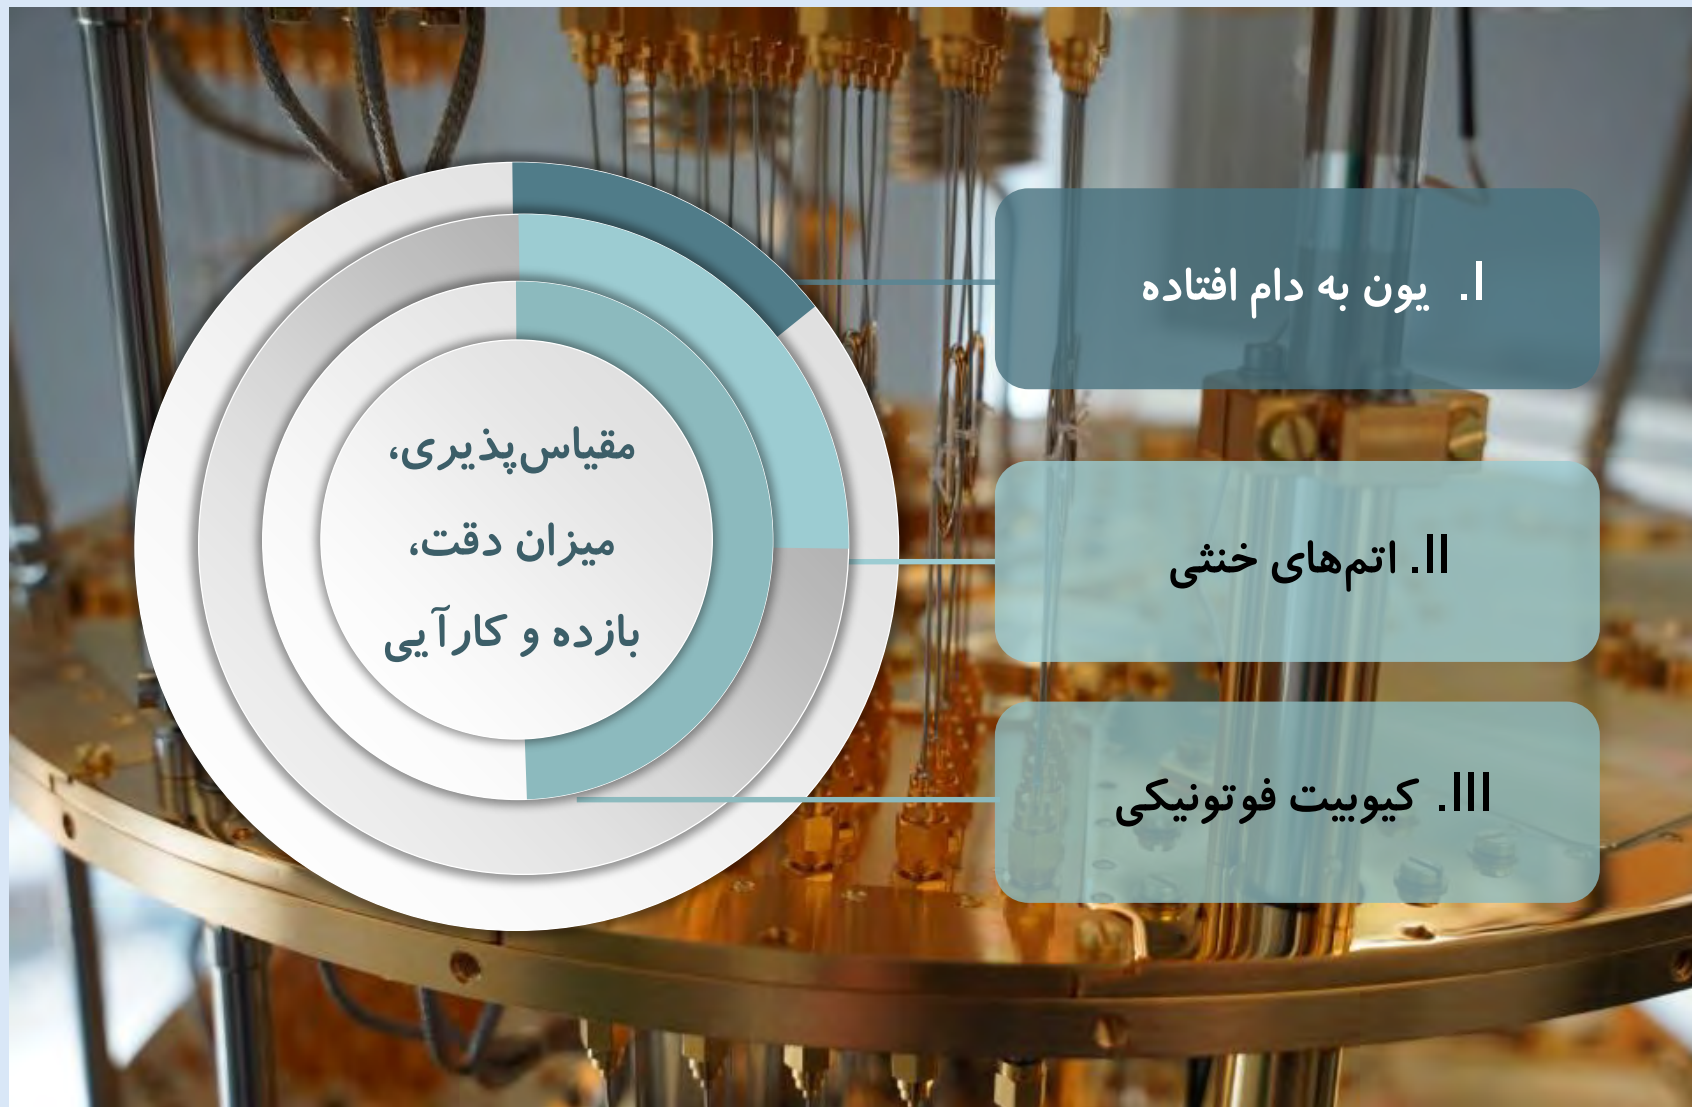 I. یون به دام افتاده
II. اتم‌های خنثی
III. کیوبیت فوتونیکی
مقیاس‌پذیری،
میزان دقت،
بازده و کارآیی